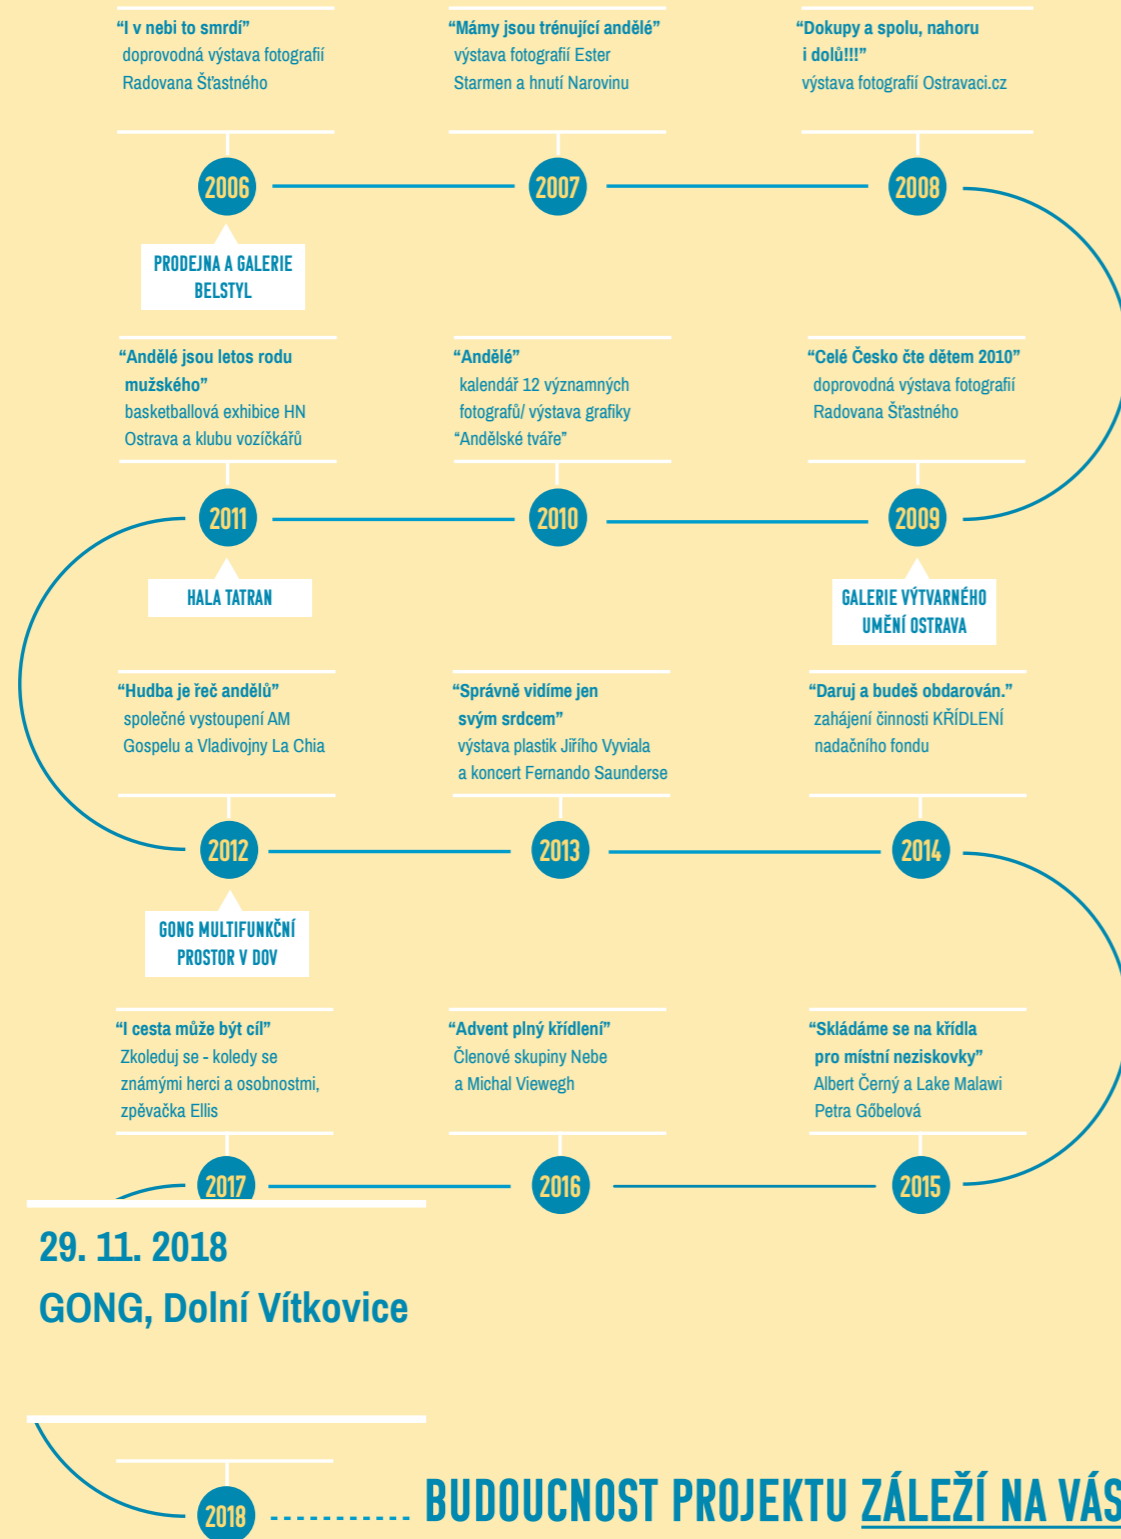 “I v nebi to smrdí”
doprovodná výstava fotografií
Radovana Šťastného
“Mámy jsou trénující andělé”
výstava fotografií Ester
Starmen a hnutí Narovinu
“Dokupy a spolu, nahoru
i dolů!!!”
výstava fotografií Ostravaci.cz
2006
2007
2008
PRODEJNA A GALERIE
BELSTYL
“Andělé jsou letos rodu
mužského”
basketballová exhibice HN
Ostrava a klubu vozíčkářů
“Andělé”
kalendář 12 významných
fotografů/ výstava grafiky
“Andělské tváře”
“Celé Česko čte dětem 2010”
doprovodná výstava fotografií
Radovana Šťastného
2011
2010
2009
HALA TATRAN
GALERIE VÝTVARNÉHO
UMĚNÍ OSTRAVA
“Hudba je řeč andělů”
společné vystoupení AM
Gospelu a Vladivojny La Chia
“Správně vidíme jen
svým srdcem”
výstava plastik Jiřího Vyviala
a koncert Fernando Saunderse
“Daruj a budeš obdarován.”
zahájení činnosti KŘÍDLENÍ
nadačního fondu
2012
2013
2014
GONG MULTIFUNKČNÍ
PROSTOR V DOV
“I cesta může být cíl”
Zkoleduj se - koledy se
známými herci a osobnostmi,
zpěvačka Ellis
“Advent plný křídlení”
Členové skupiny Nebe
a Michal Viewegh
“Skládáme se na křídla
pro místní neziskovky”
Albert Černý a Lake Malawi
Petra Gőbelová
2017
2016
2015
29. 11. 2018
GONG, Dolní Vítkovice
2018
BUDOUCNOST PROJEKTU ZÁLEŽÍ NA VÁS